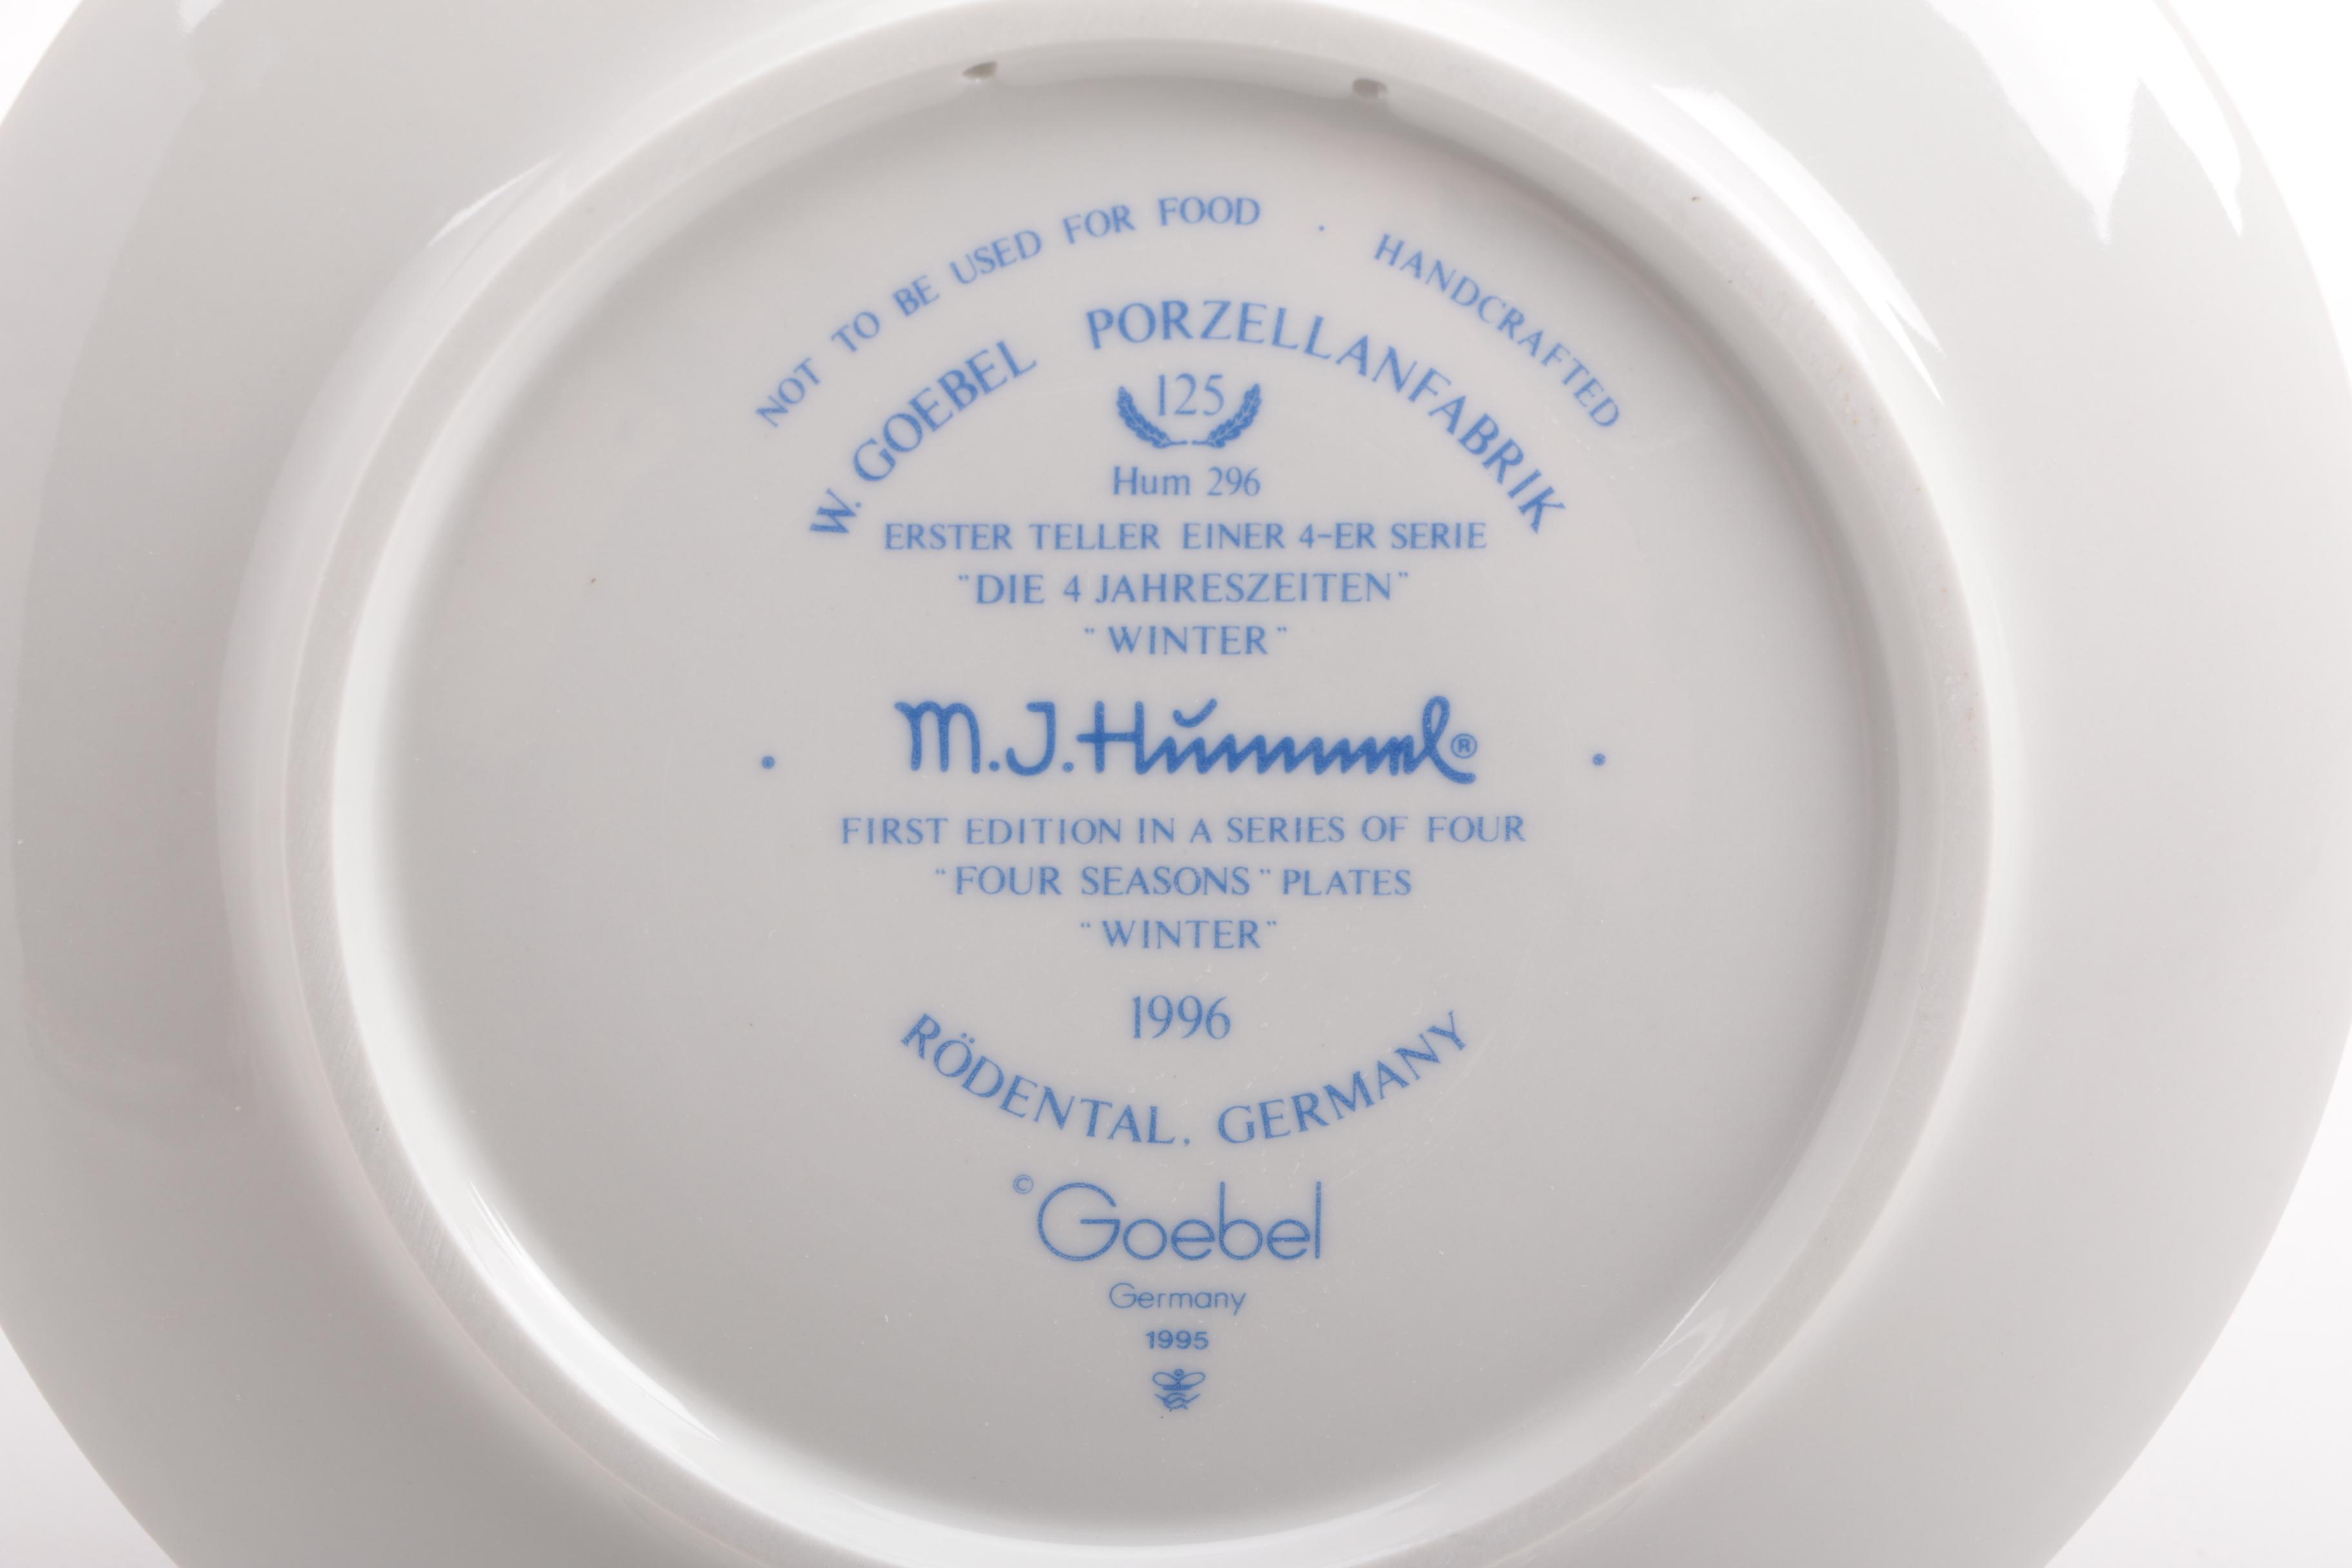 NOT TO BE USED FOR FOOD · HANDCRAFTED
W. GOEBEL PORZELLANFABRIK
125
Hum 296
ERSTER TELLER EINER 4-ER SERIE
"DIE 4 JAHRESZEITEN"
"WINTER"
• M.J.Hummel® •
FIRST EDITION IN A SERIES OF FOUR
"FOUR SEASONS" PLATES
"WINTER"
1996
RÖDENTAL, GERMANY
©Goebel
Germany
1995